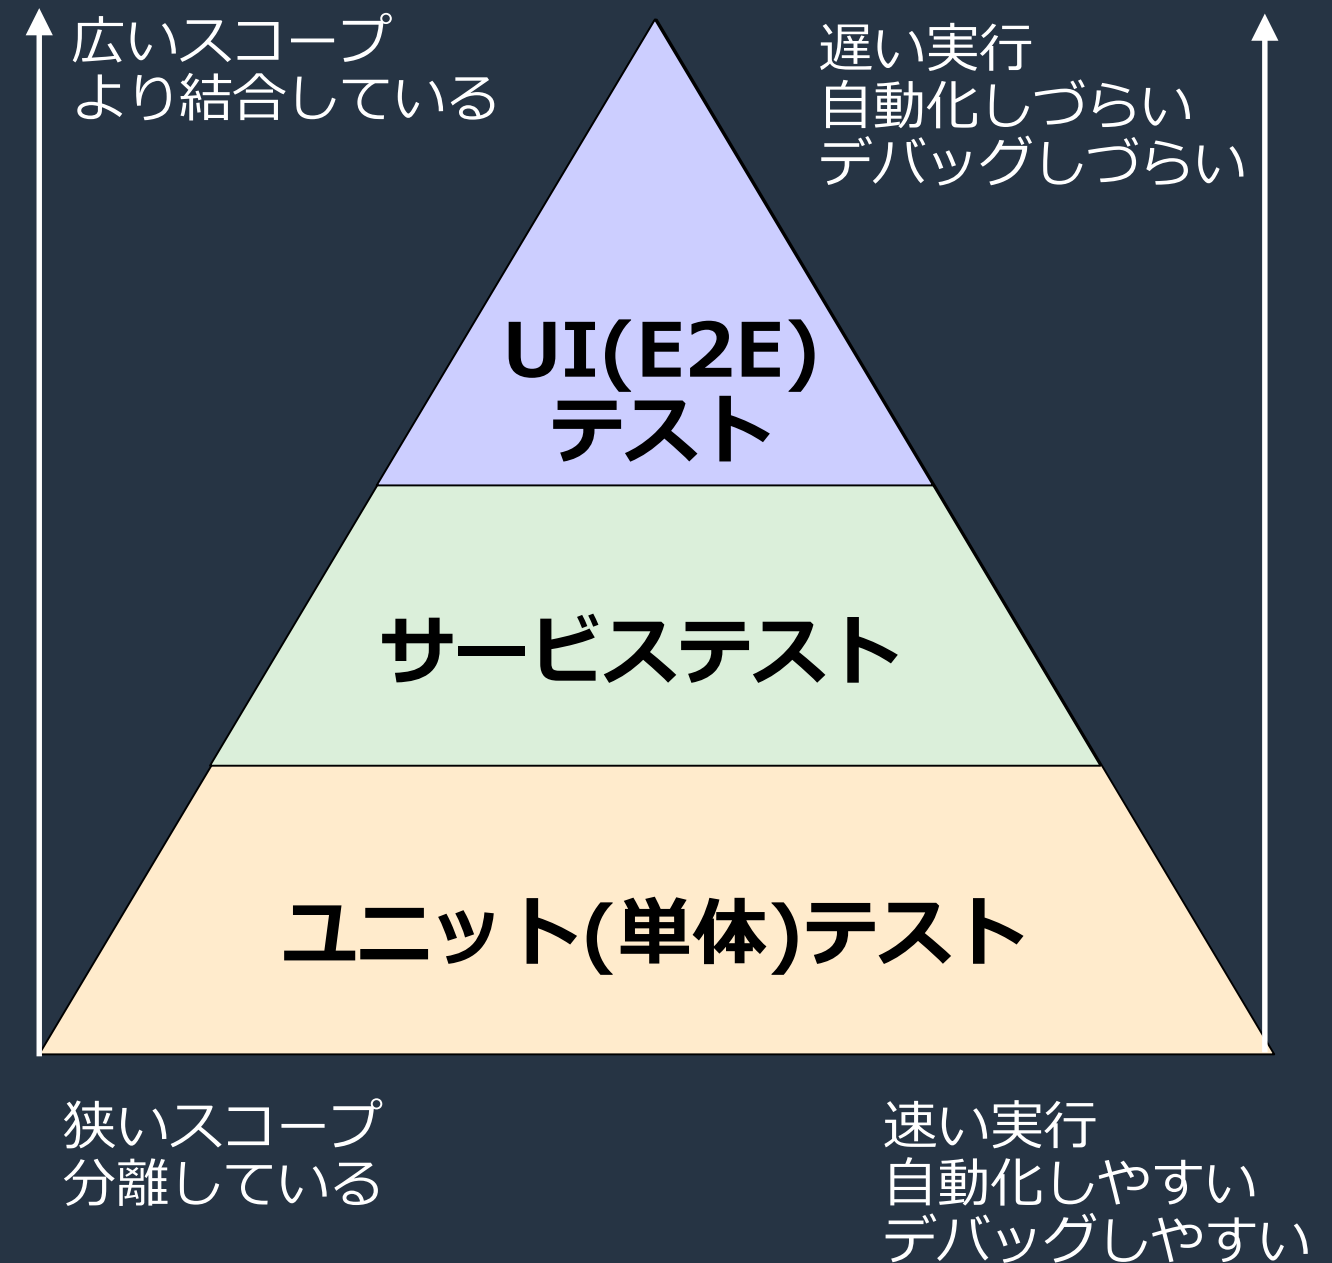 広いスコープ
より結合している
遅い実行
自動化しづらい
デバッグしづらい
UI(E2E)
テスト
サービステスト
ユニット(単体)テスト
狭いスコープ
分離している
速い実行
自動化しやすい
デバッグしやすい